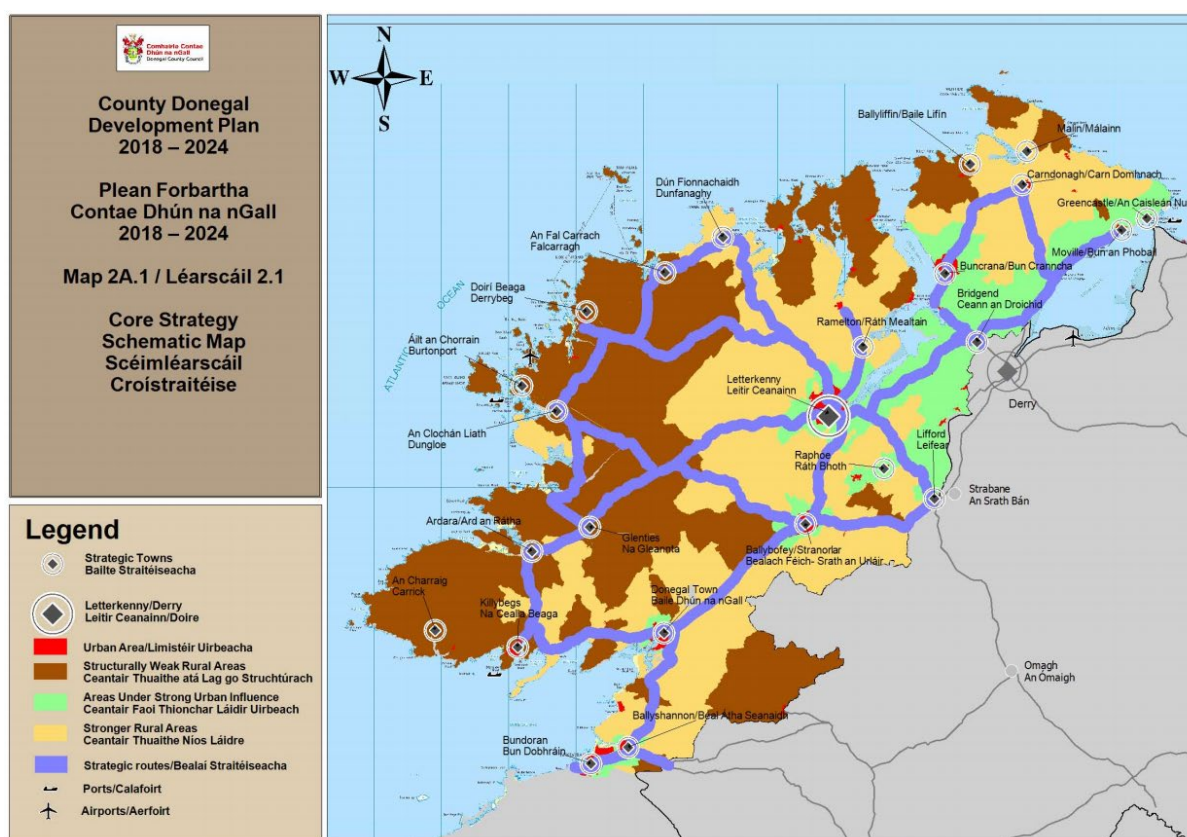 Comhairle Contae
Dhún na nGall
Donegal County Council
County Donegal
Development Plan
2018 – 2024
Plean Forbartha
Contae Dhún na nGall
2018 – 2024
Map 2A.1 / Léarscáil 2.1
Core Strategy
Schematic Map
Scéimléarscáil
Croístraitéise
Legend
Strategic Towns
Bailte Straitéiseacha
Letterkenny/Derry
Leitir Ceanainn/Doire
Urban Area/Limistéir Uirbeacha
Structurally Weak Rural Areas
Ceantair Thuaithe atá Lag go Struchtúrach
Areas Under Strong Urban Influence
Ceantair Faoi Thionchar Láidir Uirbeach
Stronger Rural Areas
Ceantair Thuaithe Níos Láidre
Strategic routes/Bealaí Straitéiseacha
Ports/Calafoirt
Airports/Aerfoirt
N
W E
S
Ballyliffin/Baile Lifín
Malin/Málainn
Carndonagh/Carn Domhnach
Greencastle/An Caisleán Nu
Moville/Bun an Phobail
Dún Fionnachaidh
Dunfanaghy
An Fal Carrach
Falcarragh
Buncrana/Bun Cranncha
Bridgend
Ceann an Droichid
Doirí Beaga
Derrybeg
OCEAN
ATLANTIC
Ramelton/Ráth Mealtain
Áilt an Chorrain
Burtonport
Letterkenny
Leitir Ceanainn
Derry
An Clochán Liath
Dungloe
Lifford
Leifear
Raphoe
Ráth Bhoth
Strabane
An Srath Bán
Ardara/Ard an Rátha
Glenties
Na Gleanota
Ballybofey/Stranorlar
Bealach Féich- Srath an Urláir
An Charraig
Carrick
Killybegs
Na Cealla Beaga
Donegal Town
Baile Dhún na nGall
Omagh
An Omaigh
Ballyshannon/Béal Átha Seanaidh
Bundoran
Bun Dobhráin